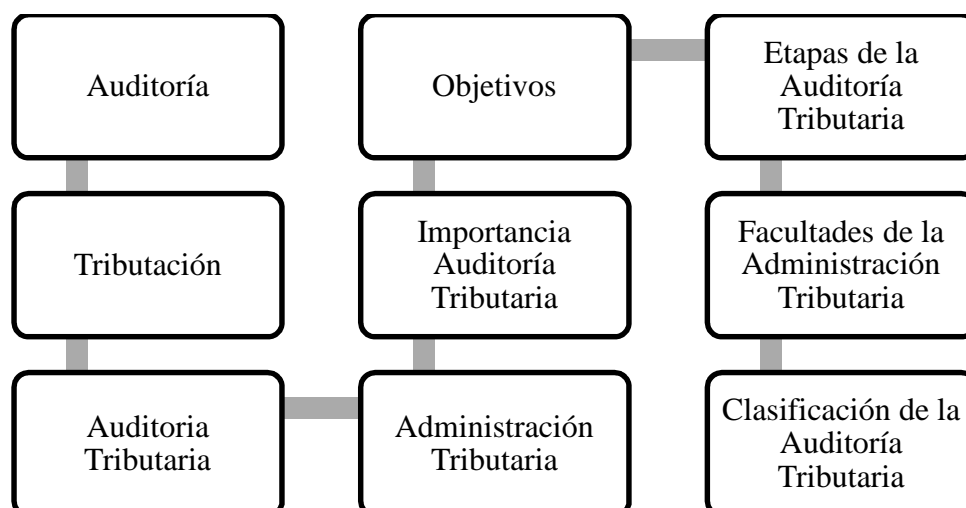 Auditoría
Tributación
Auditoria
Tributaria
Administración
Tributaria
Importancia
Auditoría
Tributaria
Objetivos
Etapas de la
Auditoría
Tributaria
Facultades de la
Administración
Tributaria
Clasificación de la
Auditoría
Tributaria